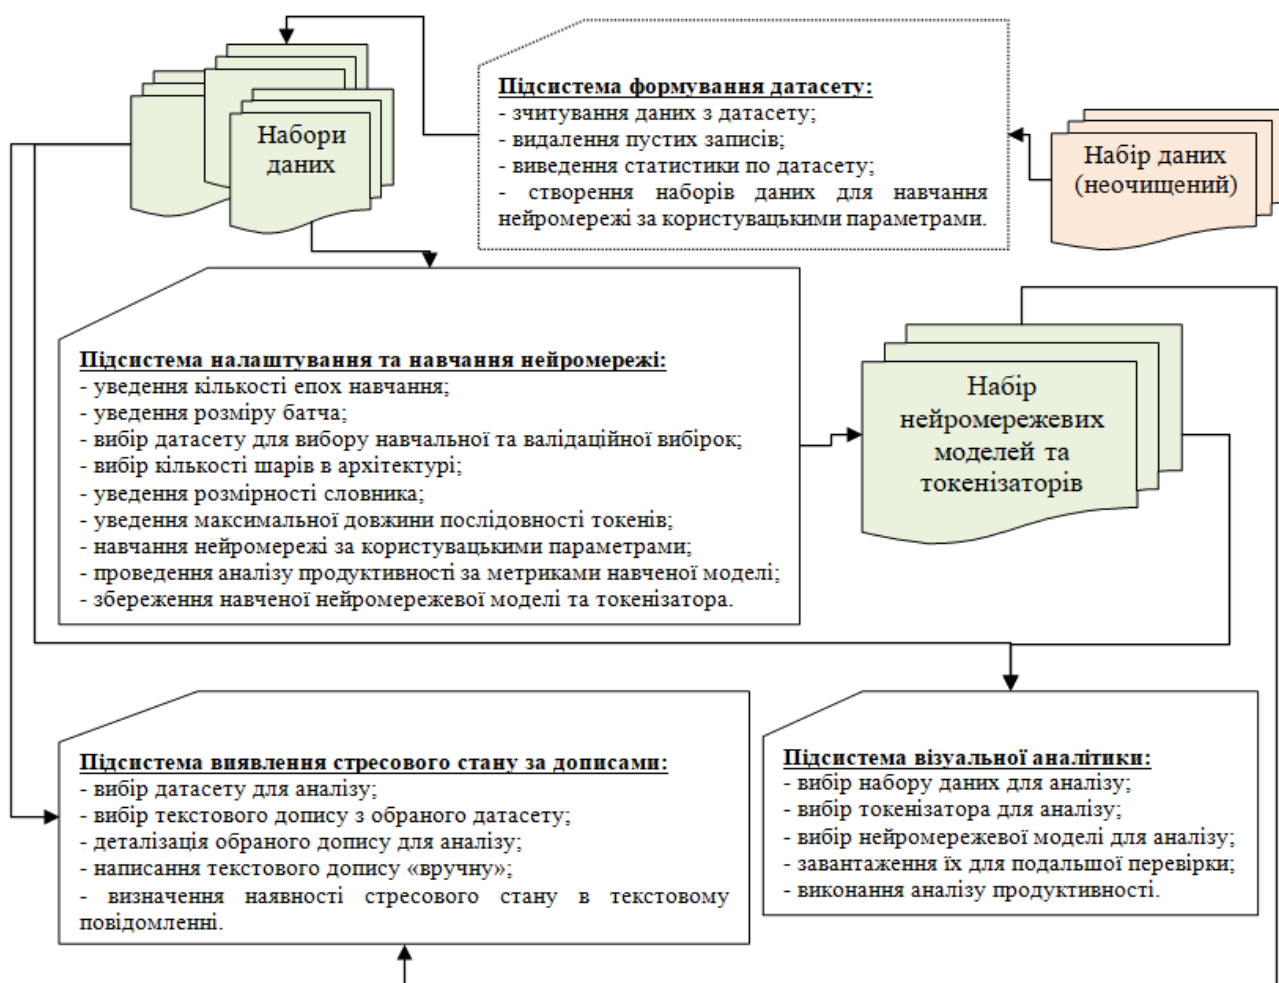 Набори
даних
Підсистема формування датасету:
- зчитування даних з датасету;
- видалення пустих записів;
- виведення статистики по датасету;
- створення наборів даних для навчання
нейромережі за користувацькими параметрами.
Набір даних
(неочищений)
Підсистема налаштування та навчання нейромережі:
- уведення кількості епох навчання;
- уведення розміру батча;
- вибір датасету для вибору навчальної та валідаційної вибірок;
- вибір кількості шарів в архітектурі;
- уведення розмірності словника;
- уведення максимальної довжини послідовності токенів;
- навчання нейромережі за користувацькими параметрами;
- проведення аналізу продуктивності за метриками навченої моделі;
- збереження навченої нейромережевої моделі та токенізатора.
Набір
нейромережевих
моделей та
токенізаторів
Підсистема виявлення стресового стану за дописами:
- вибір датасету для аналізу;
- вибір текстового допису з обраного датасету;
- деталізація обраного допису для аналізу;
- написання текстового допису «вручну»;
- визначення наявності стресового стану в текстовому
повідомленні.
Підсистема візуальної аналітики:
- вибір набору даних для аналізу;
- вибір токенізатора для аналізу;
- вибір нейромережевої моделі для аналізу;
- завантаження їх для подальшої перевірки;
- виконання аналізу продуктивності.